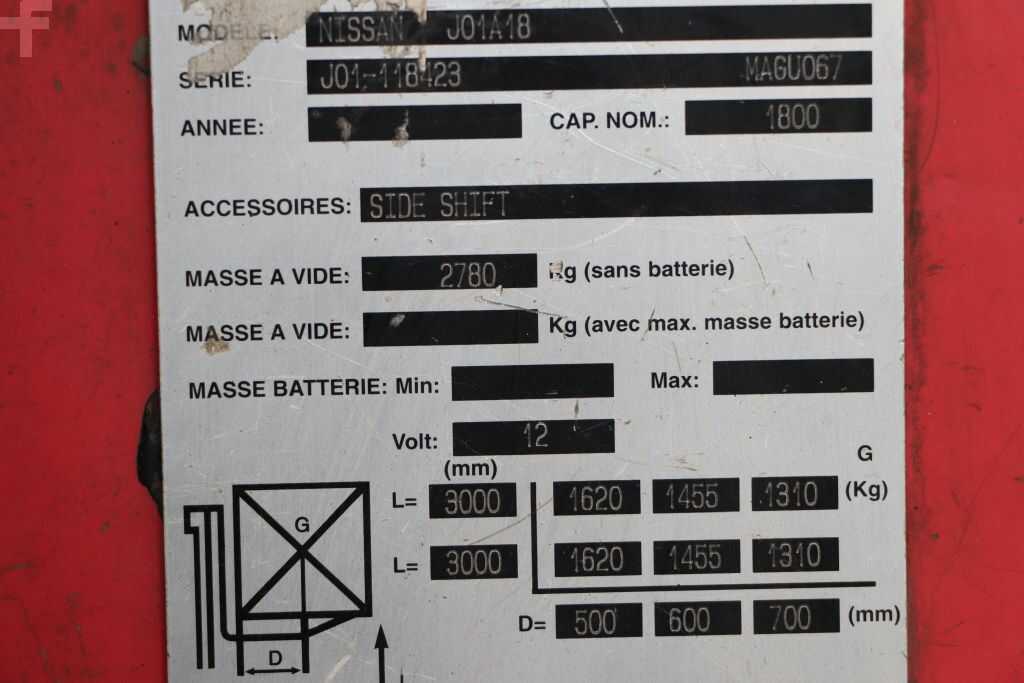 MODELE: NISSAN J01A18
SERIE: J01-118423 MAGU067
ANNEE: CAP. NOM.: 1800
ACCESSOIRES: SIDE SHIFT
MASSE A VIDE: 2780 Kg (sans batterie)
MASSE A VIDE: Kg (avec max. masse batterie)
MASSE BATTERIE: Min: Max:
Volt: 12
(mm) G
L= 3000 1620 1455 1310 (Kg)
G
L= 3000 1620 1455 1310
D= 500 600 700 (mm)
D